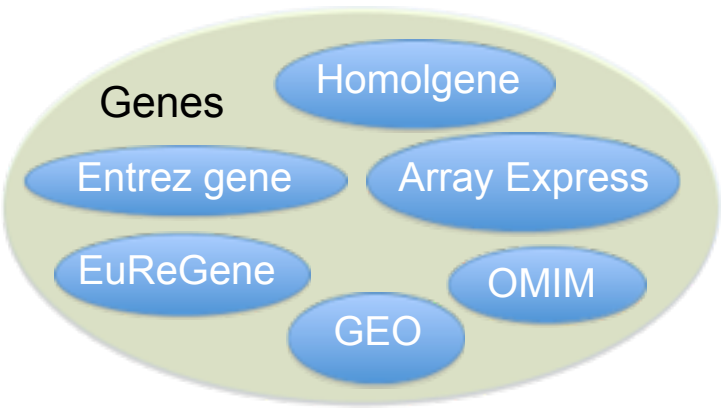 Homolgene
Genes
Entrez gene
Array Express
EuReGene
OMIM
GEO